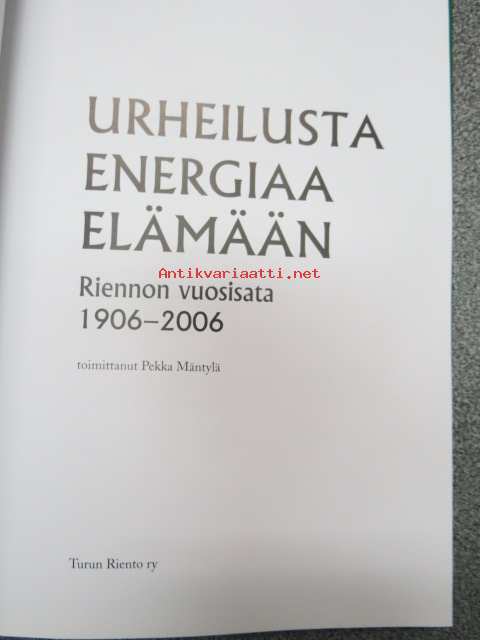 URHEILUSTA
ENERGIAA
ELÄMÄÄN
Antikvariaatti.net
Riennon vuosisata
1906–2006
toimittanut Pekka Mäntylä
Turun Riento ry